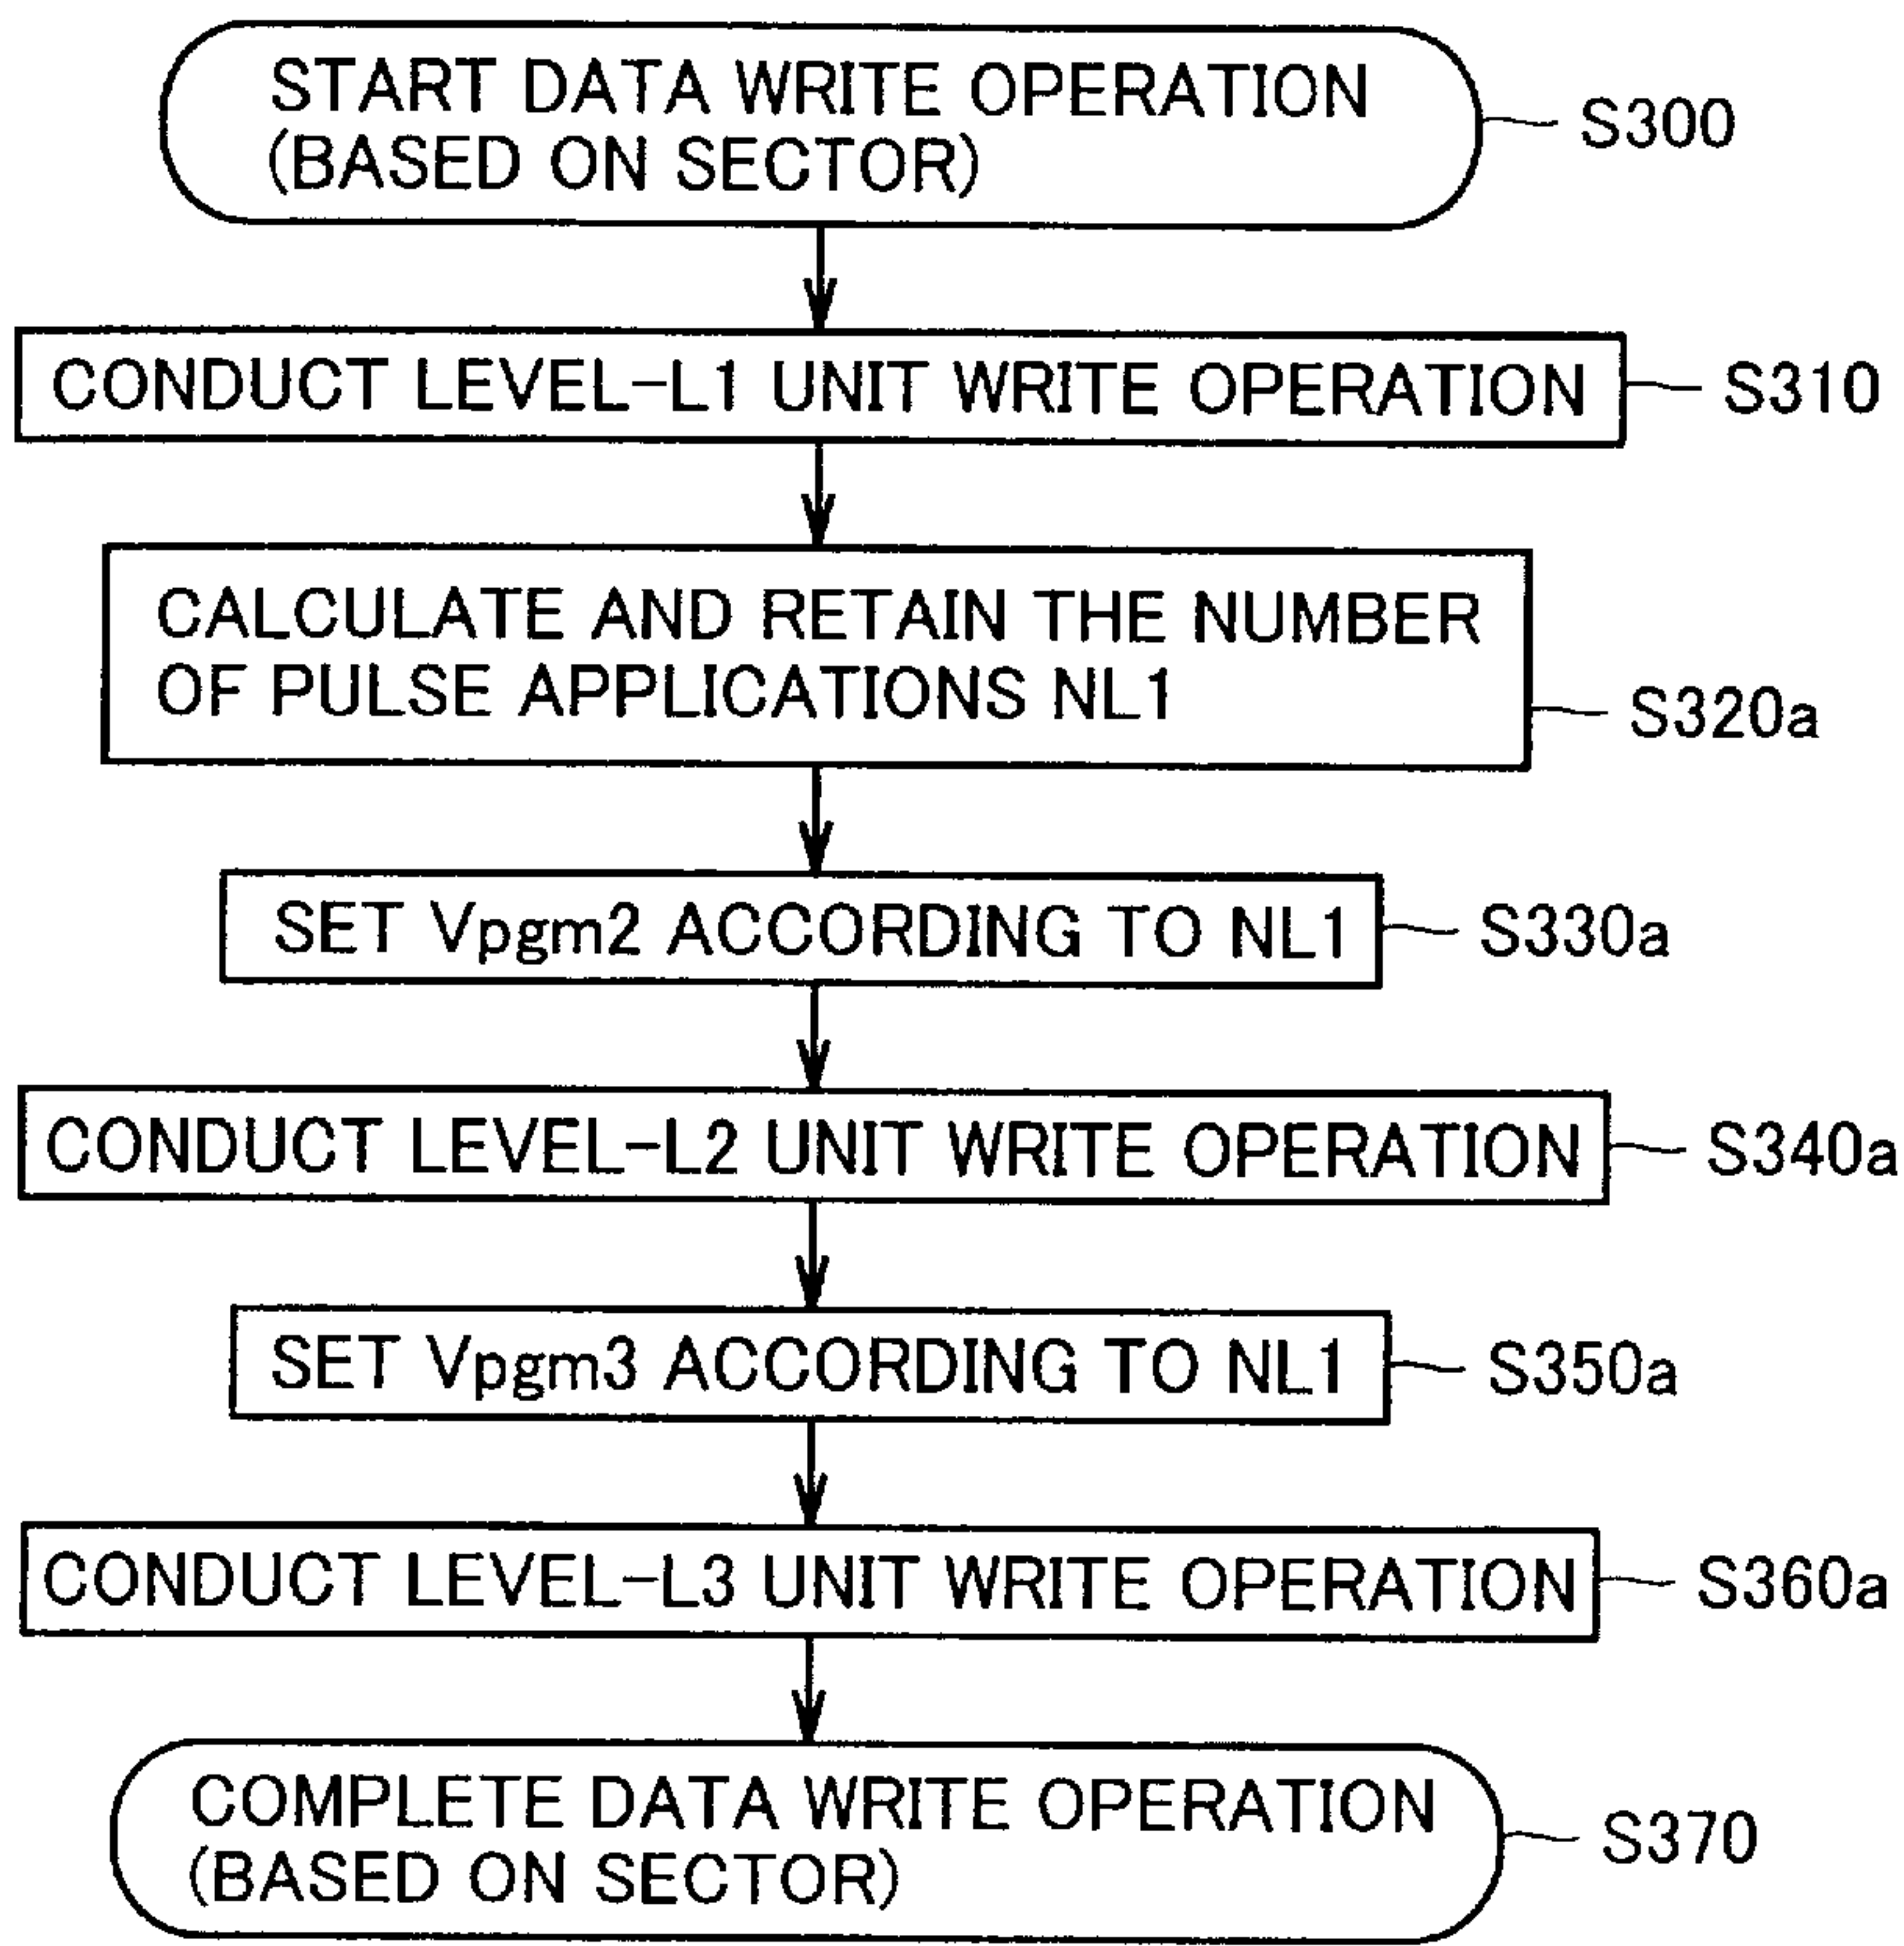 START DATA WRITE OPERATION
(BASED ON SECTOR)
S300
CONDUCT LEVEL-L1 UNIT WRITE OPERATION
S310
CALCULATE AND RETAIN THE NUMBER
OF PULSE APPLICATIONS NL1
S320a
SET Vpgm2 ACCORDING TO NL1
S330a
CONDUCT LEVEL-L2 UNIT WRITE OPERATION
S340a
SET Vpgm3 ACCORDING TO NL1
S350a
CONDUCT LEVEL-L3 UNIT WRITE OPERATION
S360a
COMPLETE DATA WRITE OPERATION
(BASED ON SECTOR)
S370